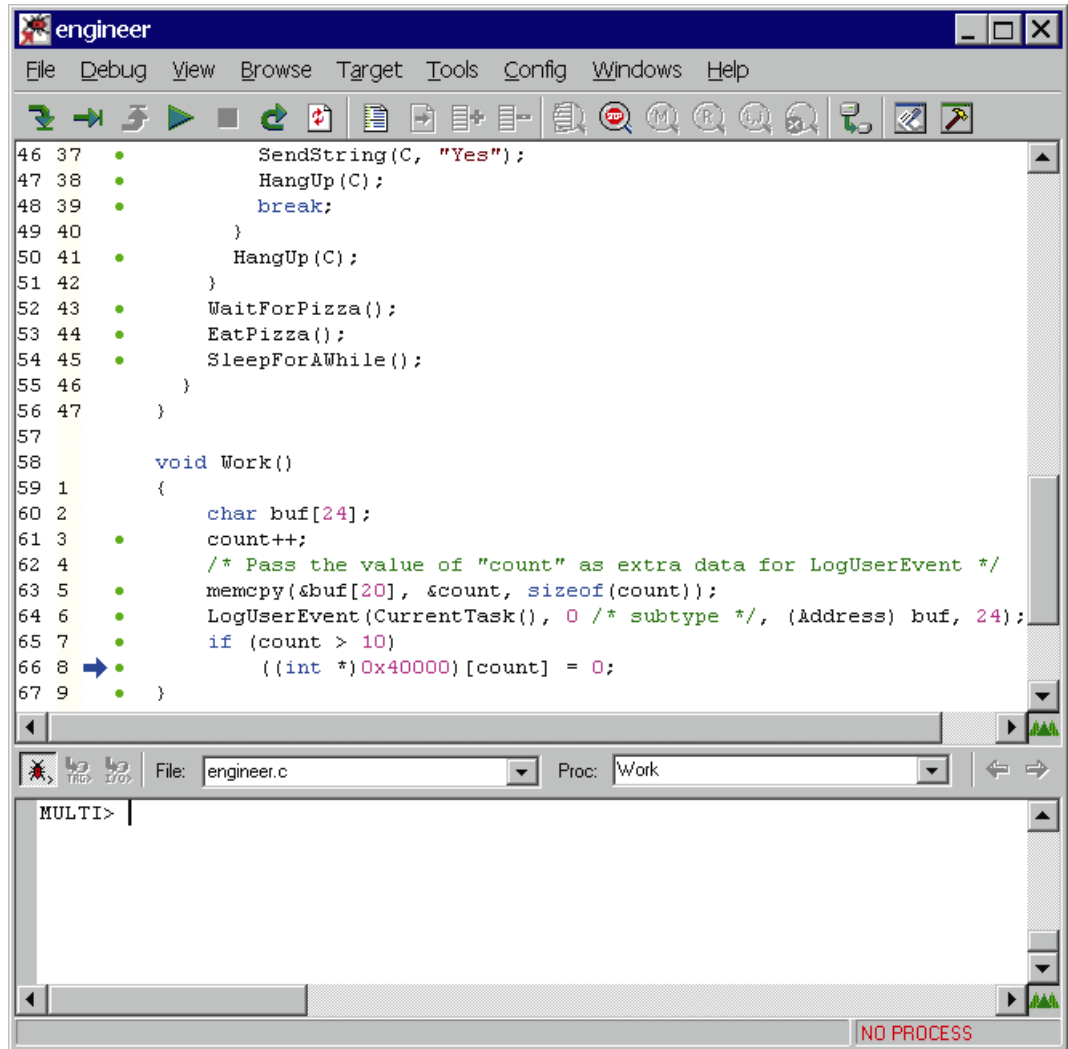 engineer
File Debug View Browse Target Tools Config Windows Help
46 37 SendString(C, "Yes");
47 38 HangUp(C);
48 39 break;
49 40 }
50 41 HangUp(C);
51 42 }
52 43 WaitForPizza();
53 44 EatPizza();
54 45 SleepForAWhile();
55 46 }
56 47 }
57
58 void Work()
59 1 {
60 2 char buf[24];
61 3 count++;
62 4 /* Pass the value of "count" as extra data for LogUserEvent */
63 5 memcpy(&buf[20], &count, sizeof(count));
64 6 LogUserEvent(CurrentTask(), 0 /* subtype */, (Address) buf, 24);
65 7 if (count > 10)
66 8 ((int *)0x40000)[count] = 0;
67 9 }
TRG> I/O> File: engineer.c Proc: Work
MULTI>
NO PROCESS